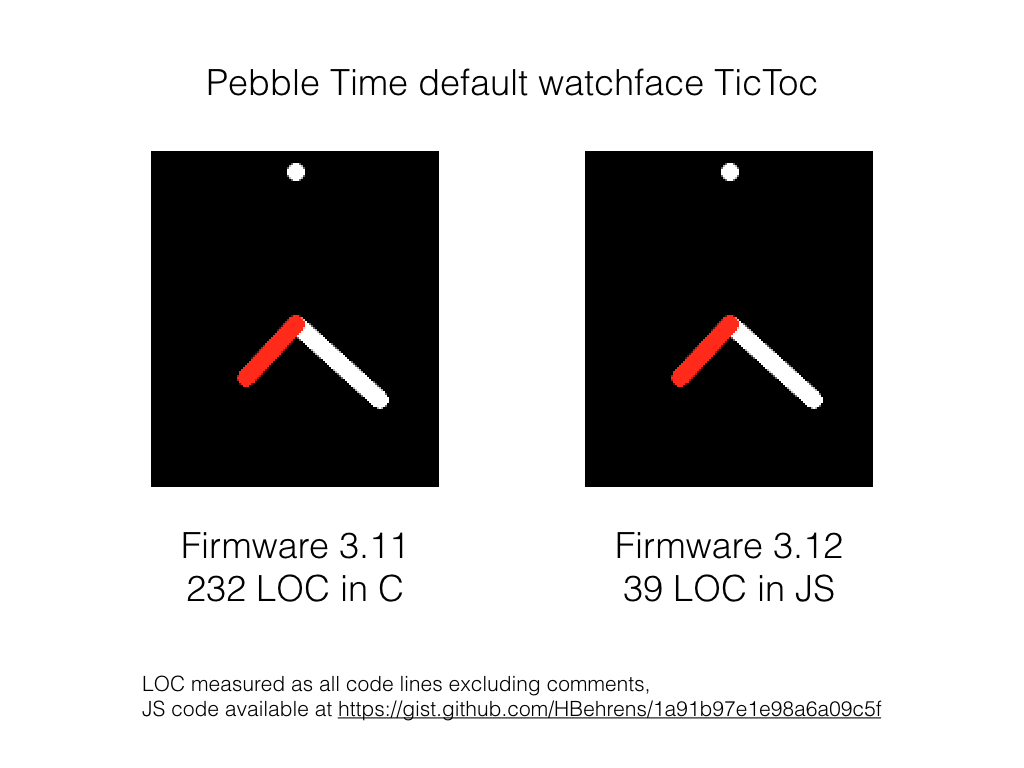 Pebble Time default watchface TicToc
Firmware 3.11
232 LOC in C
Firmware 3.12
39 LOC in JS
LOC measured as all code lines excluding comments,
JS code available at https://gist.github.com/HBehrens/1a91b97e1e98a6a09c5f